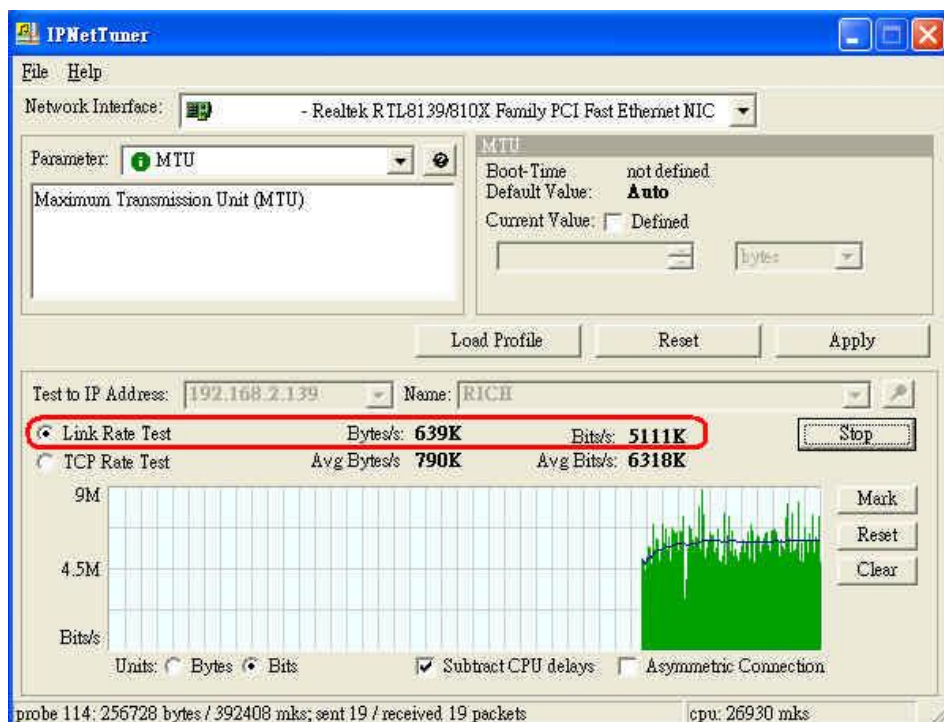 IPNetTuner
File Help
Network Interface: - Realtek RTL8139/810X Family PCI Fast Ethernet NIC
Parameter: MTU
Maximum Transmission Unit (MTU)
MTU
Boot-Time not defined
Default Value: Auto
Current Value: Defined
bytes
Load Profile Reset Apply
Test to IP Address: 192.168.2.139 Name: RICH
Link Rate Test Bytes/s: 639K Bits/s: 5111K Stop
TCP Rate Test Avg Bytes/s 790K Avg Bits/s: 6318K
9M Mark
Reset
4.5M Clear
Bits/s
Units: Bytes Bits Subtract CPU delays Asymmetric Connection
probe 114: 256728 bytes / 392408 mks; sent 19 / received 19 packets cpu: 26930 mks